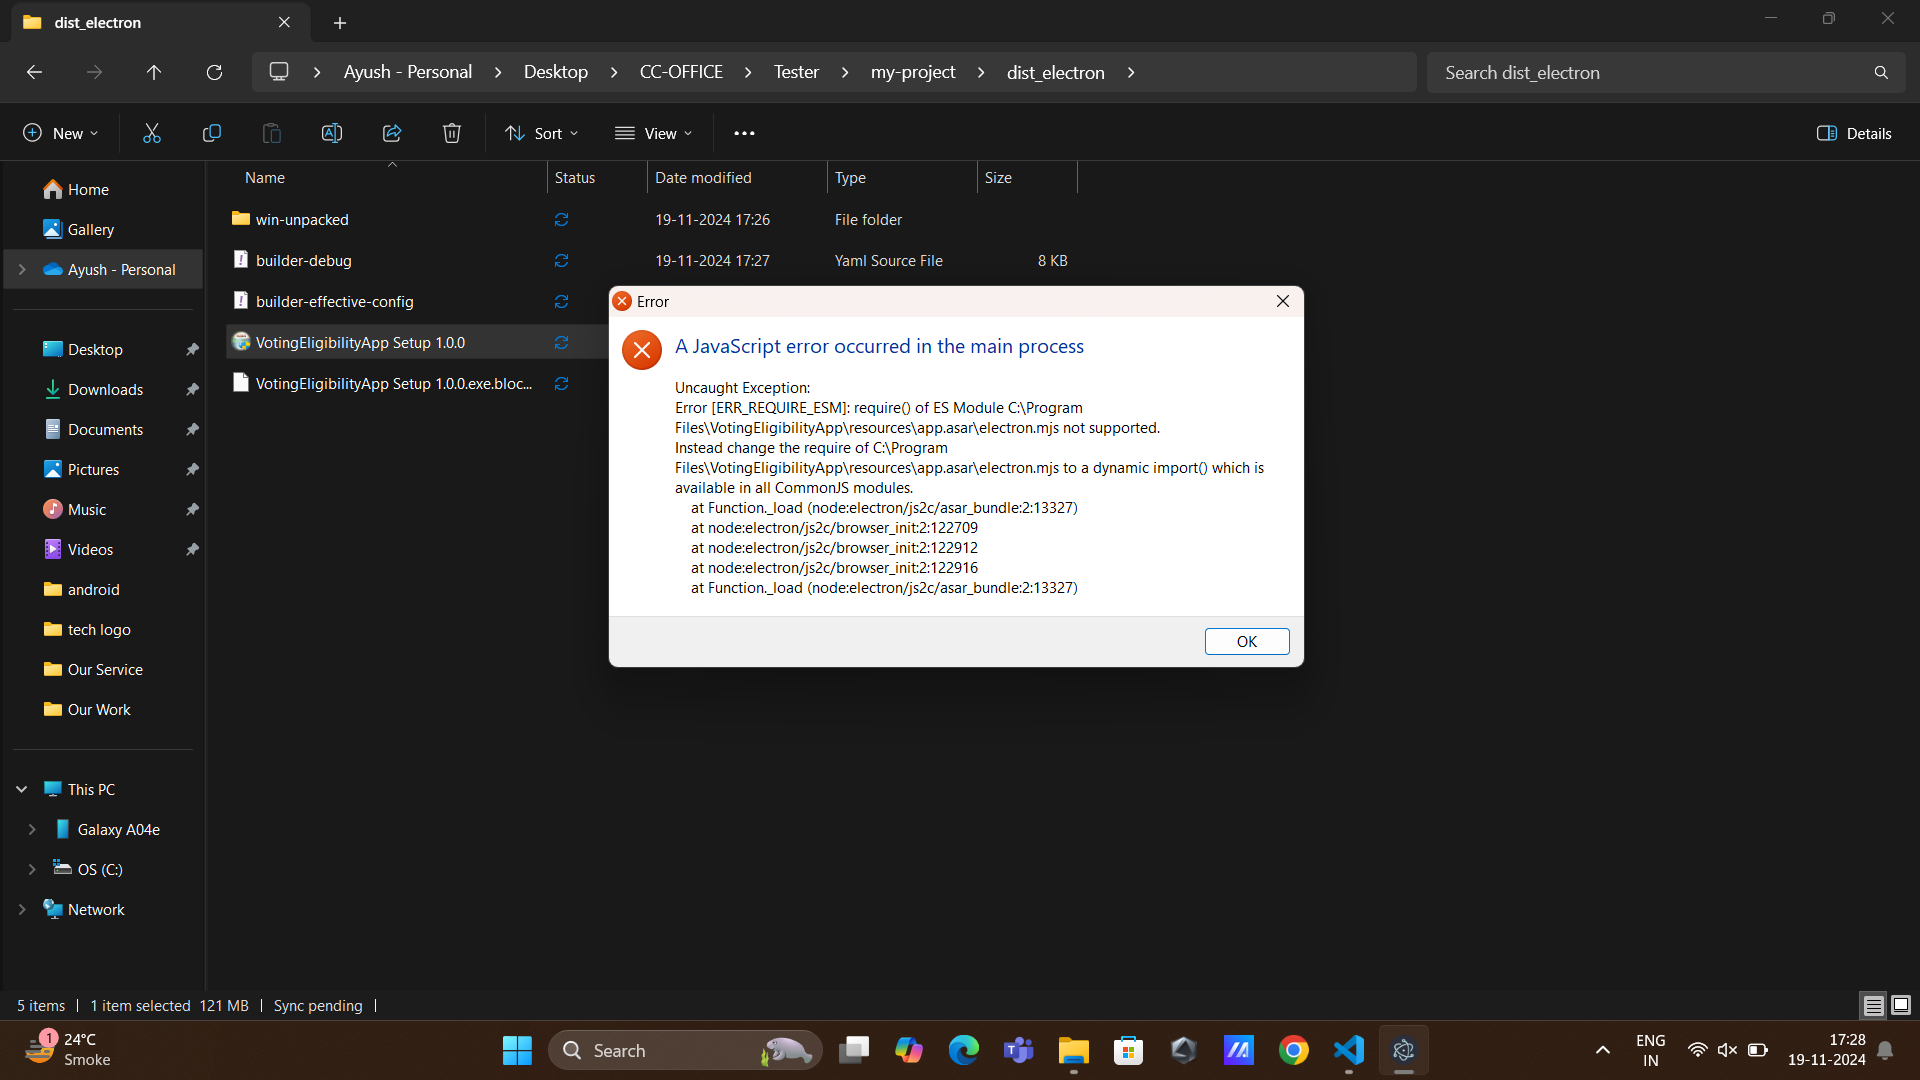 dist_electron
Ayush - Personal
Desktop
CC-OFFICE
Tester
my-project
dist_electron
Search dist_electron
New
Sort
View
Details
Name
Status
Date modified
Type
Size
Home
Gallery
Ayush - Personal
Desktop
Downloads
Documents
Pictures
Music
Videos
android
tech logo
Our Service
Our Work
This PC
Galaxy A04e
OS (C:)
Network
win-unpacked 19-11-2024 17:26 File folder
builder-debug 19-11-2024 17:27 Yaml Source File 8 KB
builder-effective-config
VotingEligibilityApp Setup 1.0.0
VotingEligibilityApp Setup 1.0.0.exe.bloc...
Error
A JavaScript error occurred in the main process
Uncaught Exception:
Error [ERR_REQUIRE_ESM]: require() of ES Module C:\Program
Files\VotingEligibilityApp\resources\app.asar\electron.mjs not supported.
Instead change the require of C:\Program
Files\VotingEligibilityApp\resources\app.asar\electron.mjs to a dynamic import() which is
available in all CommonJS modules.
at Function._load (node:electron/js2c/asar_bundle:2:13327)
at node:electron/js2c/browser_init:2:122709
at node:electron/js2c/browser_init:2:122912
at node:electron/js2c/browser_init:2:122916
at Function._load (node:electron/js2c/asar_bundle:2:13327)
OK
5 items
1 item selected 121 MB
Sync pending
1
24°C
Smoke
Search
ENG
IN
17:28
19-11-2024